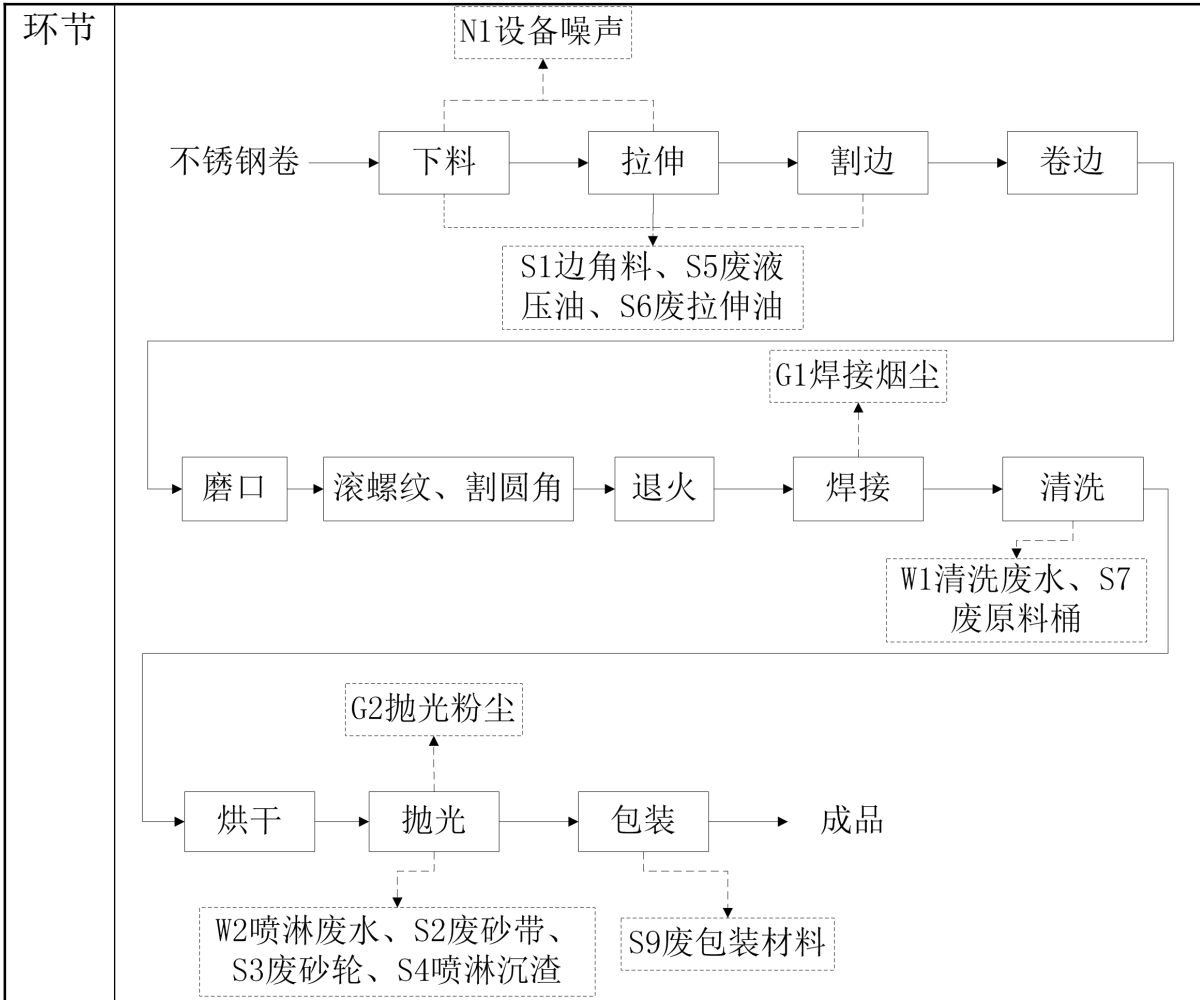 环节
N1设备噪声
不锈钢卷
下料
拉伸
割边
卷边
S1边角料、S5废液
压油、S6废拉伸油
G1焊接烟尘
磨口
滚螺纹、割圆角
退火
焊接
清洗
W1清洗废水、S7
废原料桶
G2抛光粉尘
烘干
抛光
包装
成品
W2喷淋废水、S2废砂带、
S3废砂轮、S4喷淋沉渣
S9废包装材料